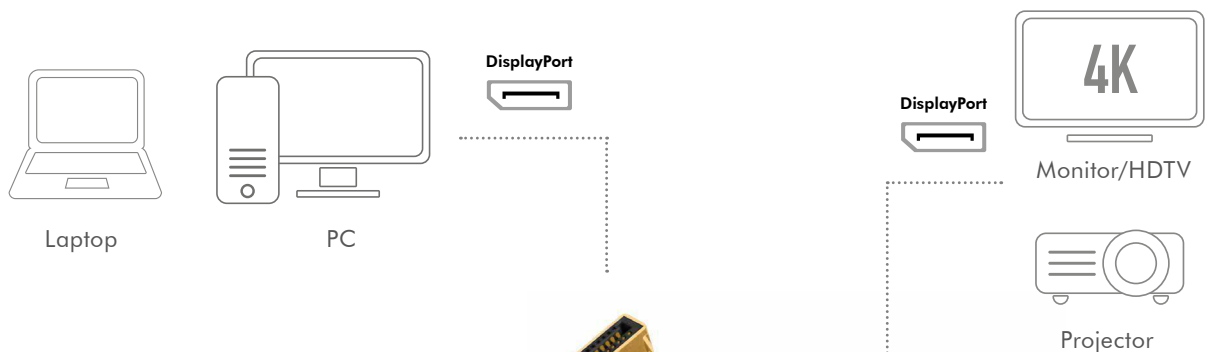 DisplayPort
4K
DisplayPort
Monitor/HDTV
Laptop
PC
Projector